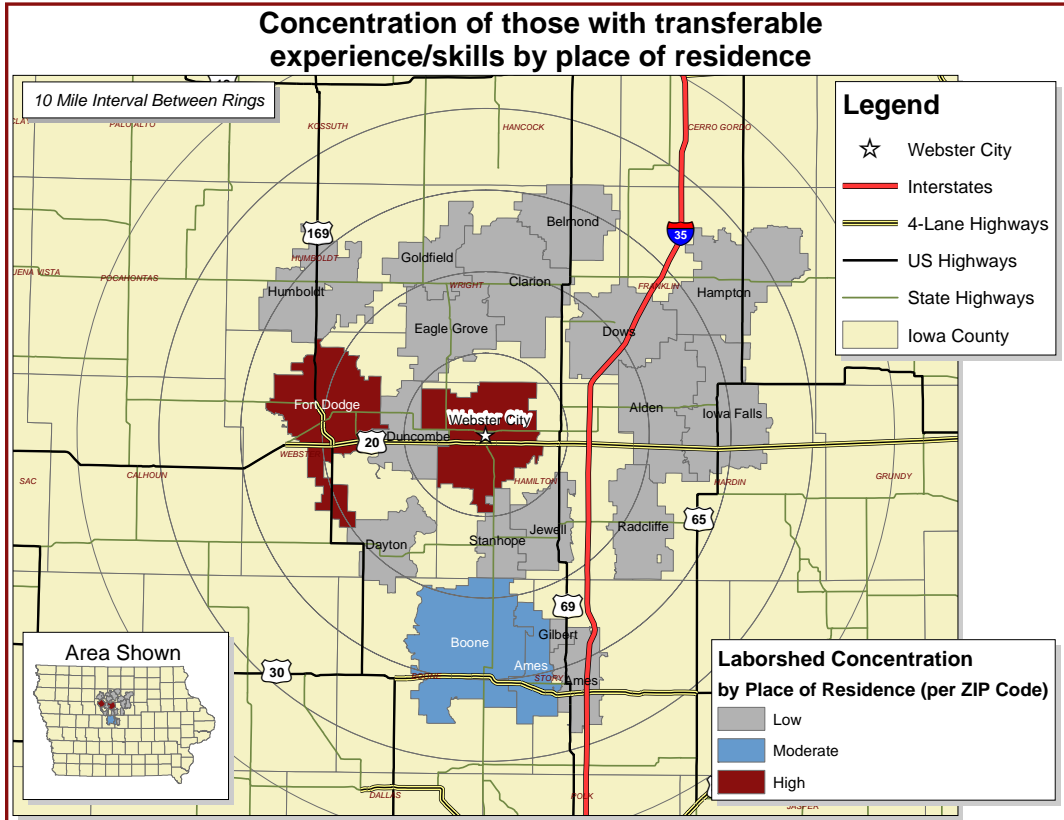 Concentration of those with transferable
experience/skills by place of residence
10 Mile Interval Between Rings
PALO ALTO
KOSSUTH
HANCOCK
CERRO GORDO
Legend
Webster City
Interstates
4-Lane Highways
US Highways
State Highways
Iowa County
Belmond
169
35
HUMBOLDT
Goldfield
POCAHONTAS
WRIGHT
Clarion
FRANKLIN
Hampton
Humboldt
Eagle Grove
Dows
Fort Dodge
Alden
Iowa Falls
Webster City
Duncombe
20
WEBSTER
SAC
CALHOUN
HAMILTON
HARDIN
GRUNDY
65
Dayton
Stanhope
Jewell
Radcliffe
69
Gilbert
Boone
Ames
Ames
30
BOONE
STORY
Area Shown
Laborshed Concentration
by Place of Residence (per ZIP Code)
Low
Moderate
High
DALLAS
POLK
JASPER